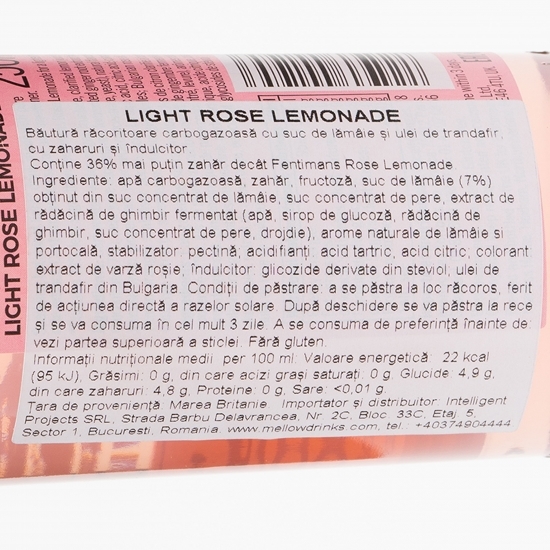 LIGHT ROSE LEMONADE
Băutură răcoritoare carbogazoasă cu suc de lămâie și ulei de trandafir,
cu zaharuri și îndulcitor.
Conține 36% mai puțin zahăr decât Fentimans Rose Lemonade.
Ingrediente: apă carbogazoasă, zahăr, fructoză, suc de lămâie (7%)
obținut din suc concentrat de lămâie, suc concentrat de pere, extract de
rădăcină de ghimbir fermentat (apă, sirop de glucoză, rădăcină de
ghimbir, suc concentrat de pere, drojdie), arome naturale de lămâie și
portocală, stabilizator: pectină; acidifianți: acid tartric, acid citric; colorant:
extract de varză roșie; îndulcitor: glicozide derivate din steviol; ulei de
trandafir din Bulgaria. Condiții de păstrare: a se păstra la loc răcoros, ferit
de acțiunea directă a razelor solare. După deschidere se va păstra la rece
și se va consuma în cel mult 3 zile. A se consuma de preferință înainte de:
vezi partea superioară a sticlei. Fără gluten.
Informații nutriționale medii per 100 ml: Valoare energetică: 22 kcal
(95 kJ), Grăsimi: 0 g, din care acizi grași saturați: 0 g. Glucide: 4,9 g,
din care zaharuri: 4,8 g, Proteine: 0 g, Sare: <0,01 g.
Țara de proveniență: Marea Britanie Importator și distribuitor: Intelligent
Projects SRL, Strada Barbu Delavrancea, Nr 2C, Bloc 33C, Etaj 5,
Sector 1, București, Romania. www.mellowdrinks.com, tel.: +40374904444
LIGHT ROSE LEMONADE